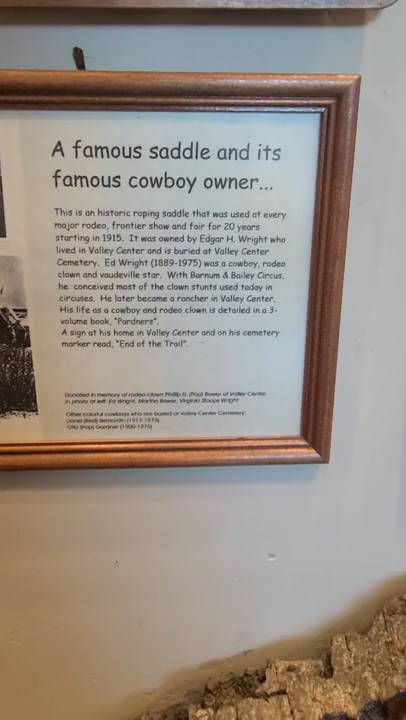 A famous saddle and its
famous cowboy owner...
This is an historic roping saddle that was used at every
major rodeo, frontier show and fair for 20 years
starting in 1915. It was owned by Edgar H. Wright who
lived in Valley Center and is buried at Valley Center
Cemetery. Ed Wright (1889-1975) was a cowboy, rodeo
clown and vaudeville star. With Barnum & Bailey Circus,
he conceived most of the clown stunts used today in
circuses. He later became a rancher in Valley Center.
His life as a cowboy and rodeo clown is detailed in a 3-
volume book, "Pardners".
A sign at his home in Valley Center and on his cemetery
marker read, "End of the Trail".
Donated in memory of rodeo clown Phillip N. (Pop) Bower of Valley Center
In photo at left: Ed Wright, Martha Bower, Virginia Stoops Wright
Other colorful cowboys who are buried at Valley Center Cemetery:
Lionel (Red) Bernardin (1917-1976)
Otto (Pop) Gardner (1900-1975)